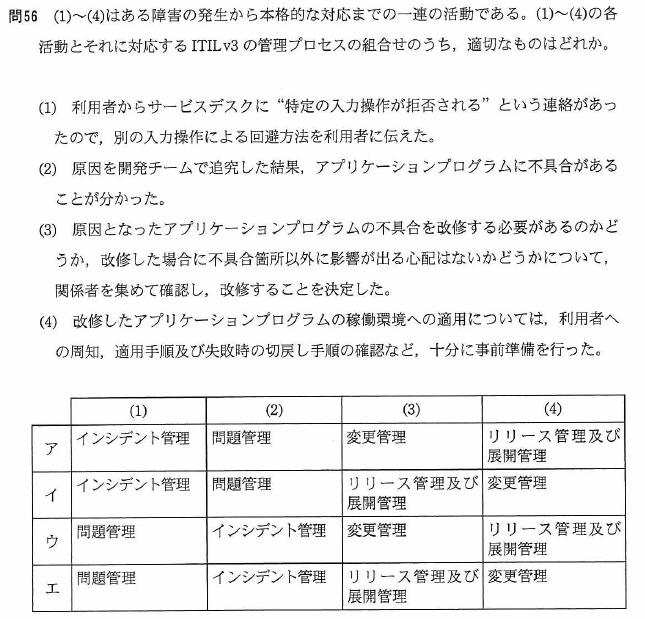 問56 (1)～(4)はある障害の発生から本格的な対応までの一連の活動である。(1)～(4)の各
活動とそれに対応する ITIL v3 の管理プロセスの組合せのうち，適切なものはどれか。
(1) 利用者からサービスデスクに“特定の入力操作が拒否される”という連絡があっ
たので，別の入力操作による回避方法を利用者に伝えた。
(2) 原因を開発チームで追究した結果，アプリケーションプログラムに不具合がある
ことが分かった。
(3) 原因となったアプリケーションプログラムの不具合を改修する必要があるのかど
うか，改修した場合に不具合箇所以外に影響が出る心配はないかどうかについて，
関係者を集めて確認し，改修することを決定した。
(4) 改修したアプリケーションプログラムの稼働環境への適用については，利用者へ
の周知，適用手順及び失敗時の切戻し手順の確認など，十分に事前準備を行った。
(1) (2) (3) (4)
ア インシデント管理 問題管理 変更管理 リリース管理及び
展開管理
イ インシデント管理 問題管理 リリース管理及び 変更管理
展開管理
ウ 問題管理 インシデント管理 変更管理 リリース管理及び
展開管理
エ 問題管理 インシデント管理 リリース管理及び 変更管理
展開管理